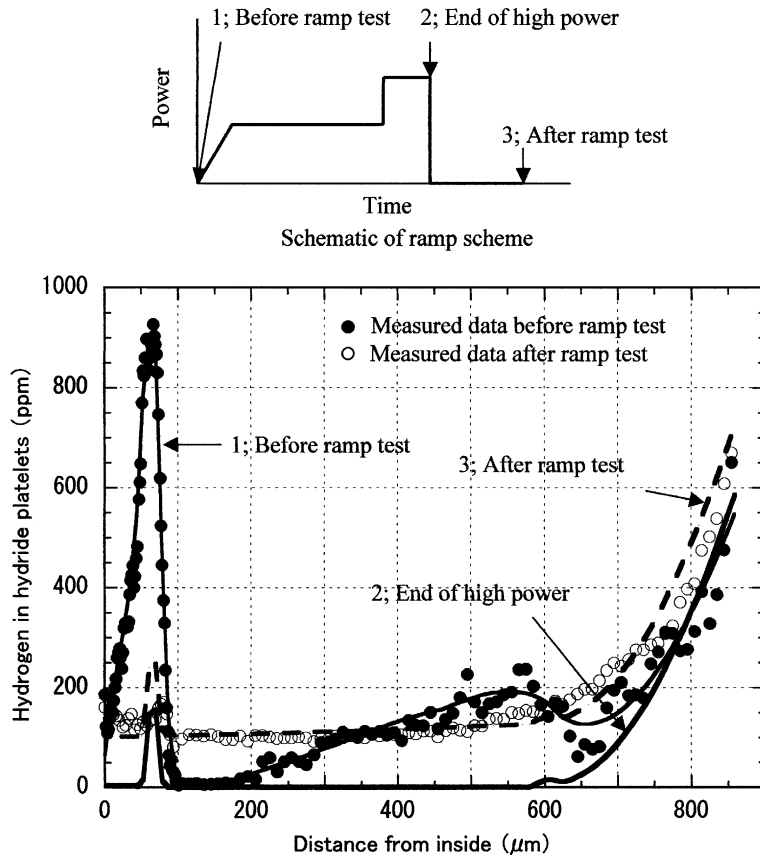 1; Before ramp test
2; End of high power
Power
3; After ramp test
Time
Schematic of ramp scheme
1000
● Measured data before ramp test
○ Measured data after ramp test
800
1; Before ramp test
3; After ramp test
600
Hydrogen in hydride platelets (ppm)
400
2; End of high power
200
0
0 200 400 600 800
Distance from inside (μm)